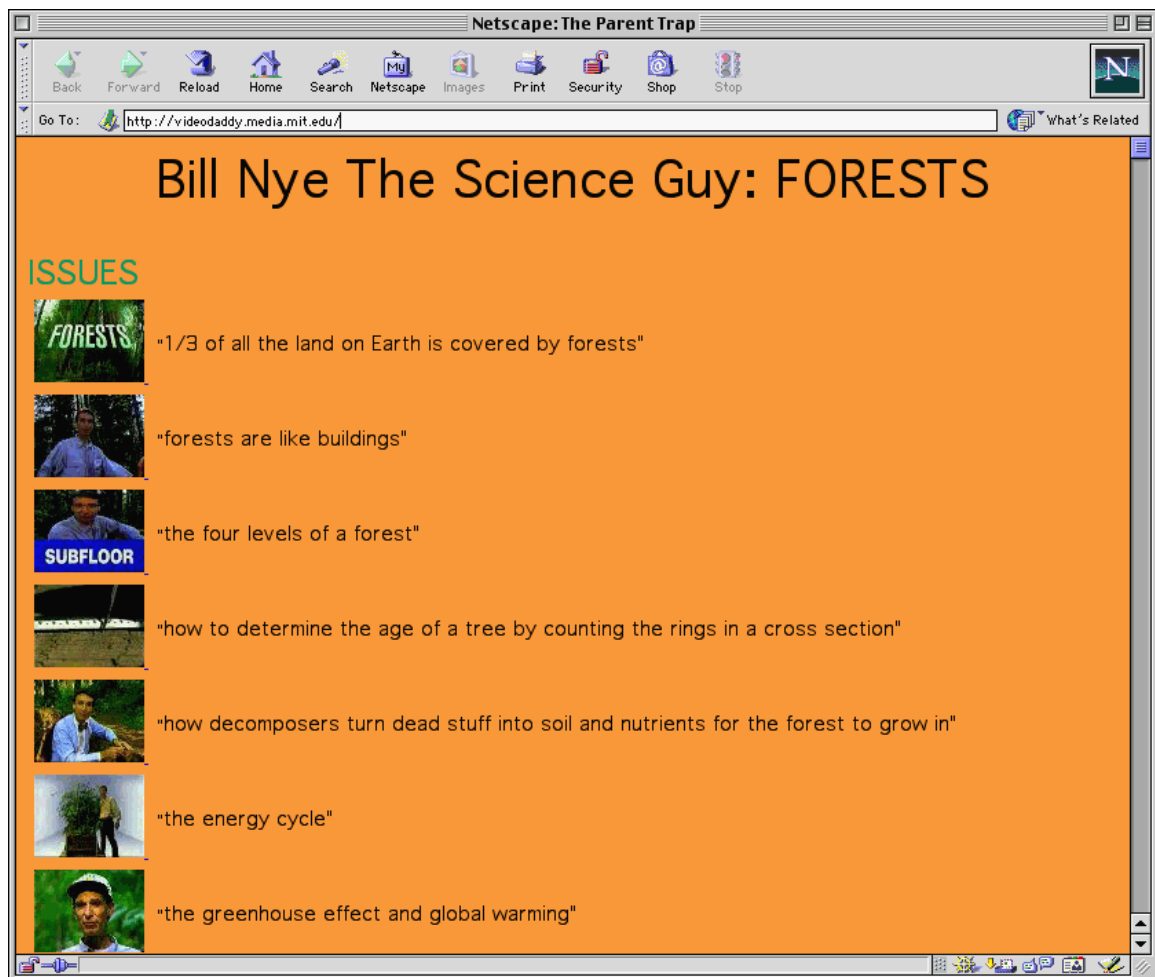 Netscape: The Parent Trap
Back Forward Reload Home Search Netscape Images Print Security Shop Stop
My
N
Go To: http://videodaddy.media.mit.edu/ What's Related
Bill Nye The Science Guy: FORESTS
ISSUES
FORESTS
"1/3 of all the land on Earth is covered by forests"
"forests are like buildings"
"the four levels of a forest"
SUBFLOOR
"how to determine the age of a tree by counting the rings in a cross section"
"how decomposers turn dead stuff into soil and nutrients for the forest to grow in"
"the energy cycle"
"the greenhouse effect and global warming"